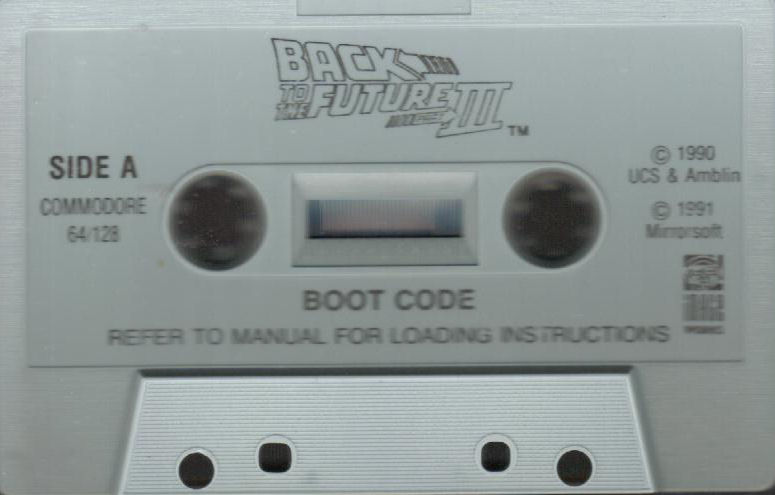 BACK
TO THE FUTURE III ™
SIDE A
COMMODORE
64/128
© 1990
UCS & Amblin
© 1991
Mirrorsoft
BOOT CODE
REFER TO MANUAL FOR LOADING INSTRUCTIONS